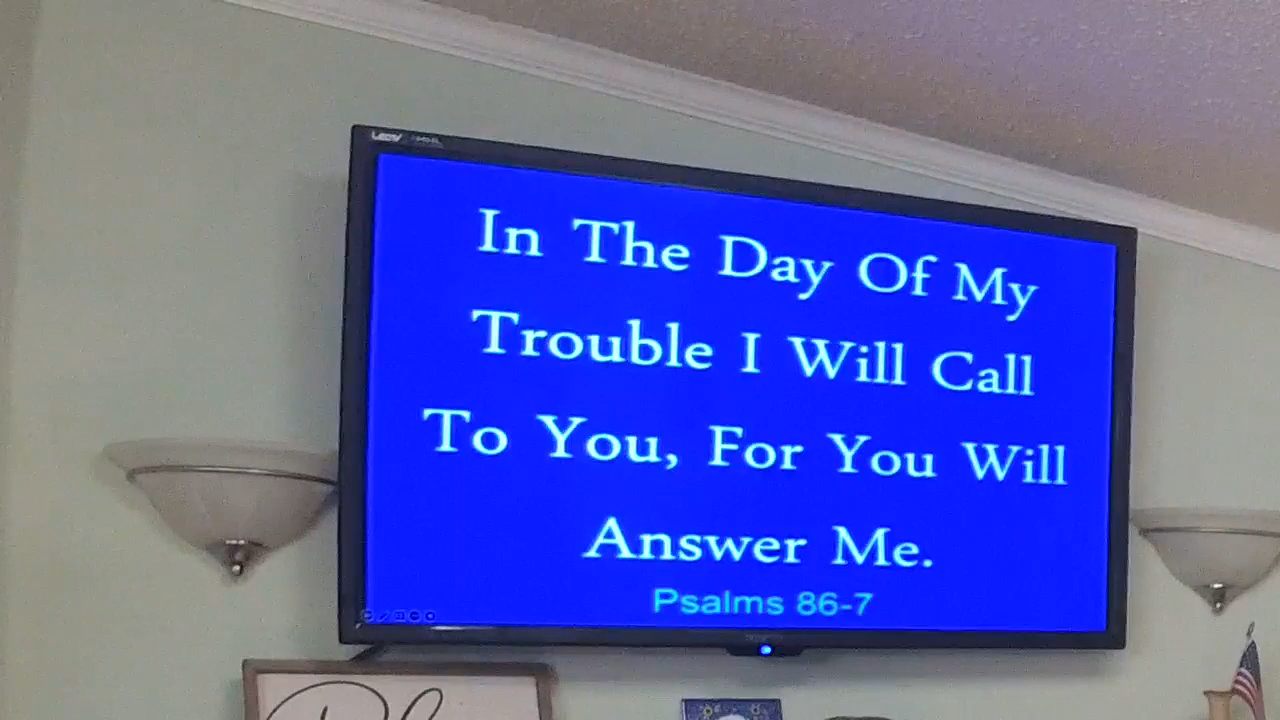 In The Day Of My
Trouble I Will Call
To You, For You Will
Answer Me.
Psalms 86-7